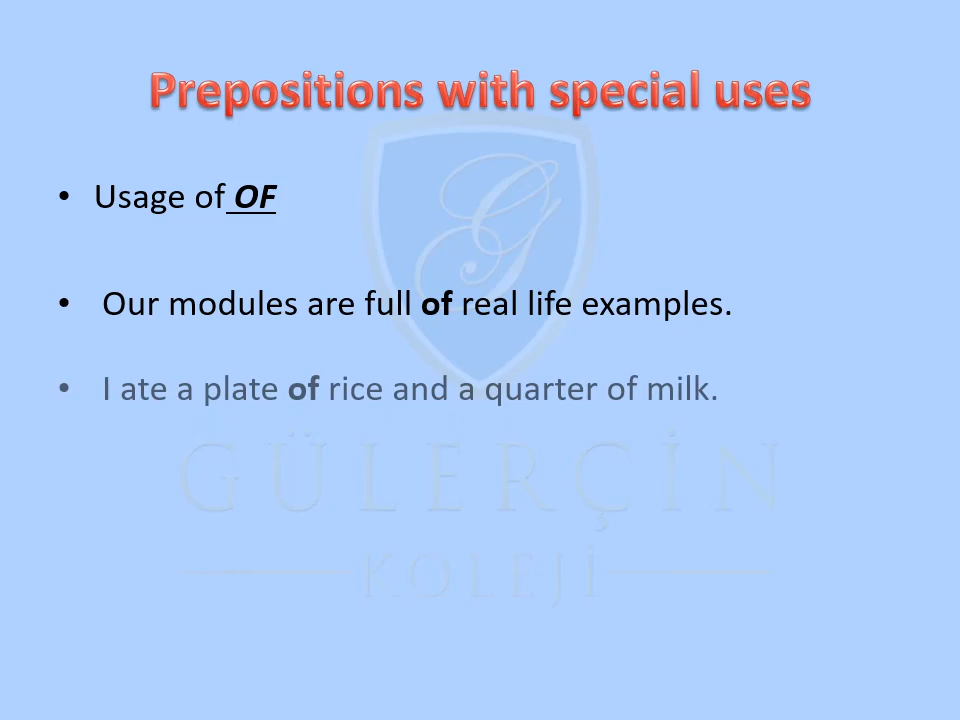 Prepositions with special uses
• Usage of OF
• Our modules are full of real life examples.
• I ate a plate of rice and a quarter of milk.
GÜLERÇİN
KOLEJİ